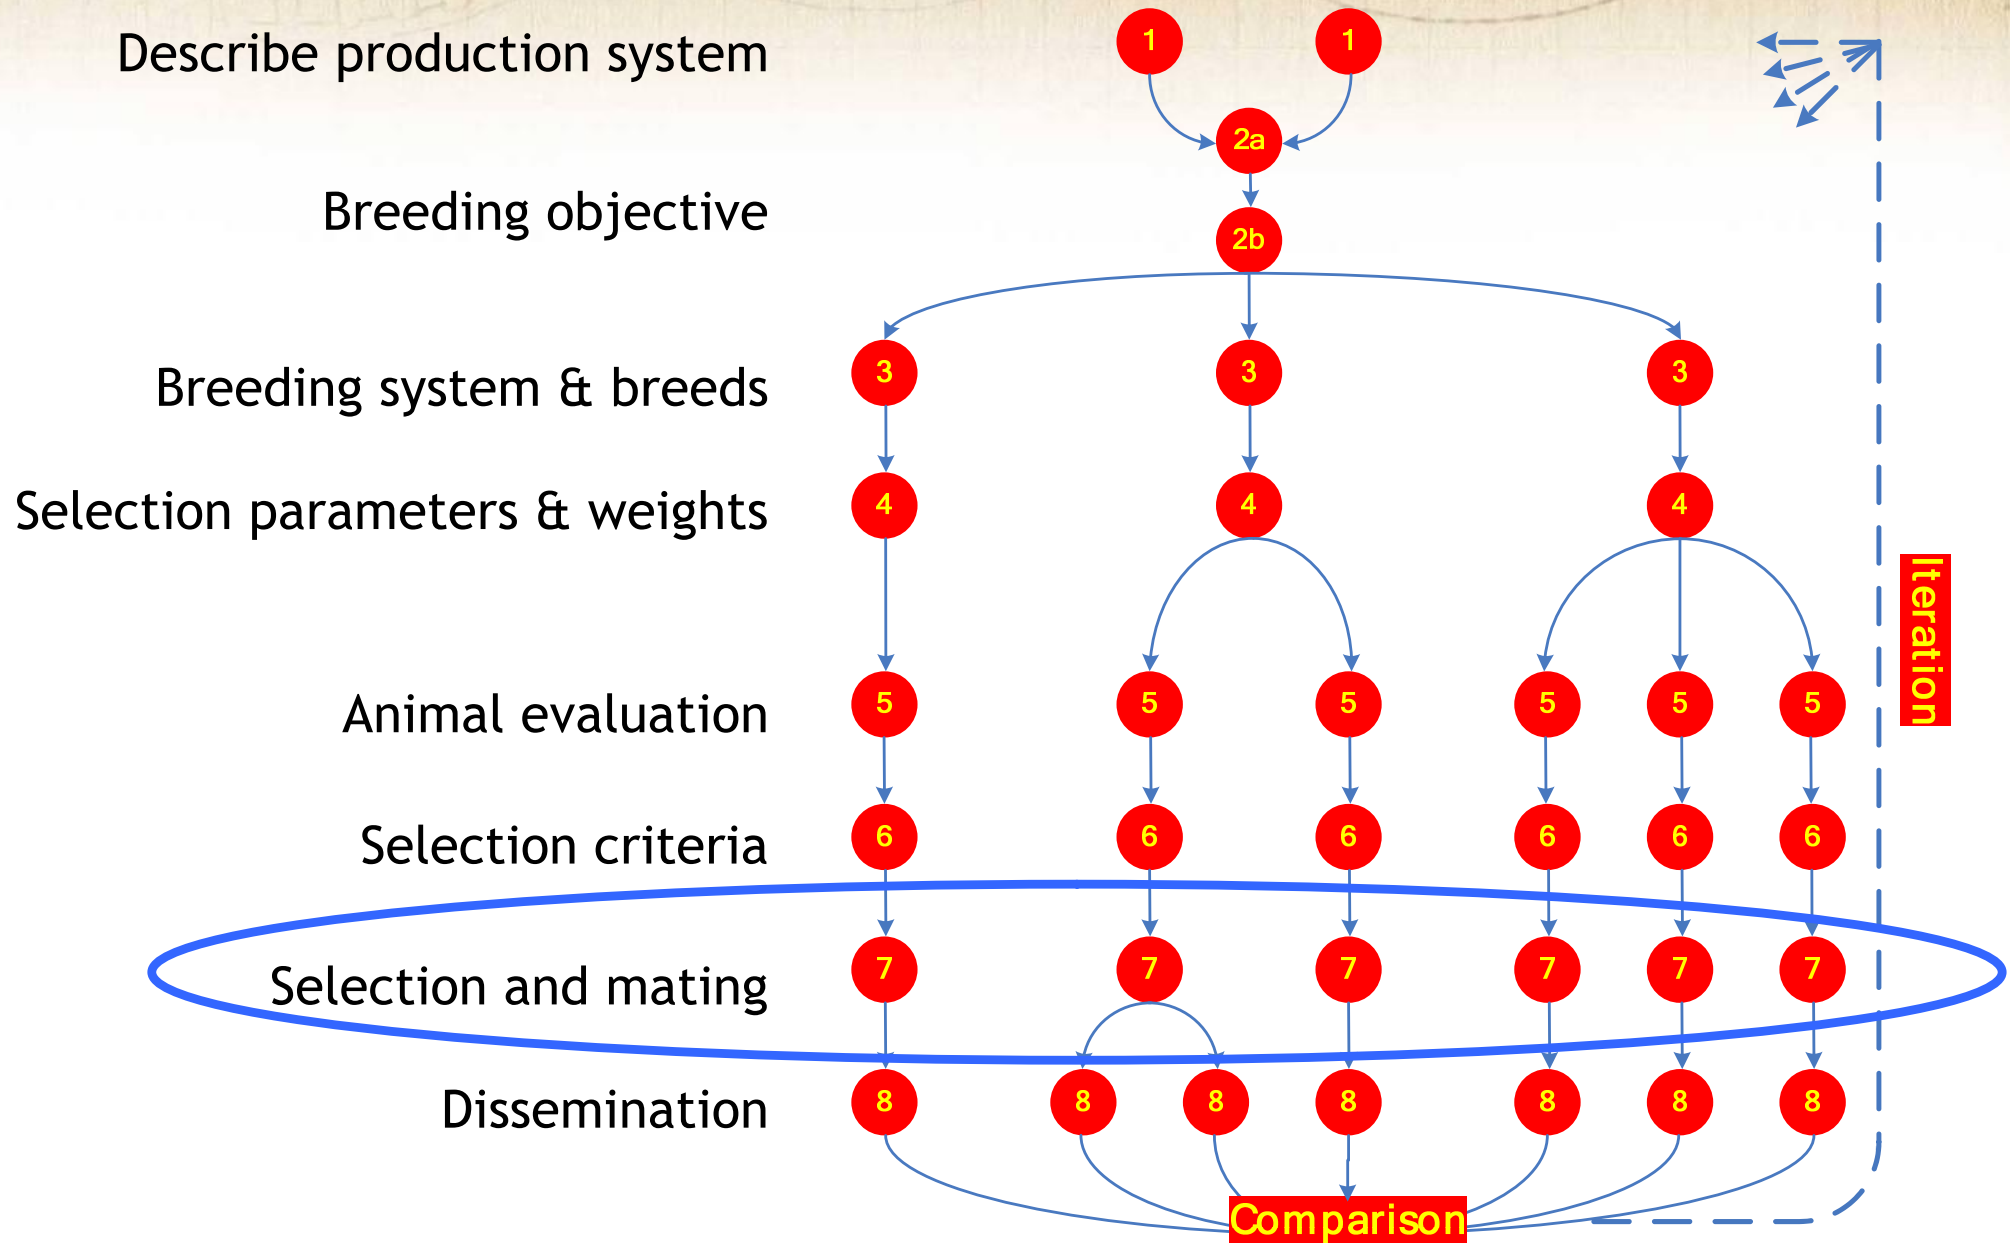 Describe production system
1 1
2a
Breeding objective
2b
Breeding system & breeds
3 3 3
Selection parameters & weights
4 4 4
Iteration
Animal evaluation
5 5 5 5 5 5
Selection criteria
6 6 6 6 6 6
Selection and mating
7 7 7 7 7 7
Dissemination
8 8 8 8 8 8 8
Comparison